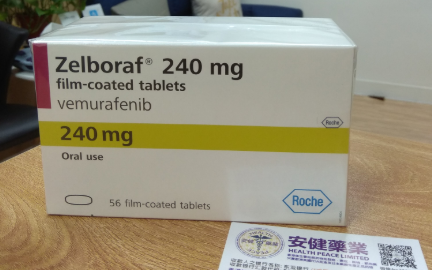 Zelboraf® 240 mg
film-coated tablets
vemurafenib
Roche
240 mg
Oral use
56 film-coated tablets
Roche
安健藥業
HEALTH PEACE LIMITED